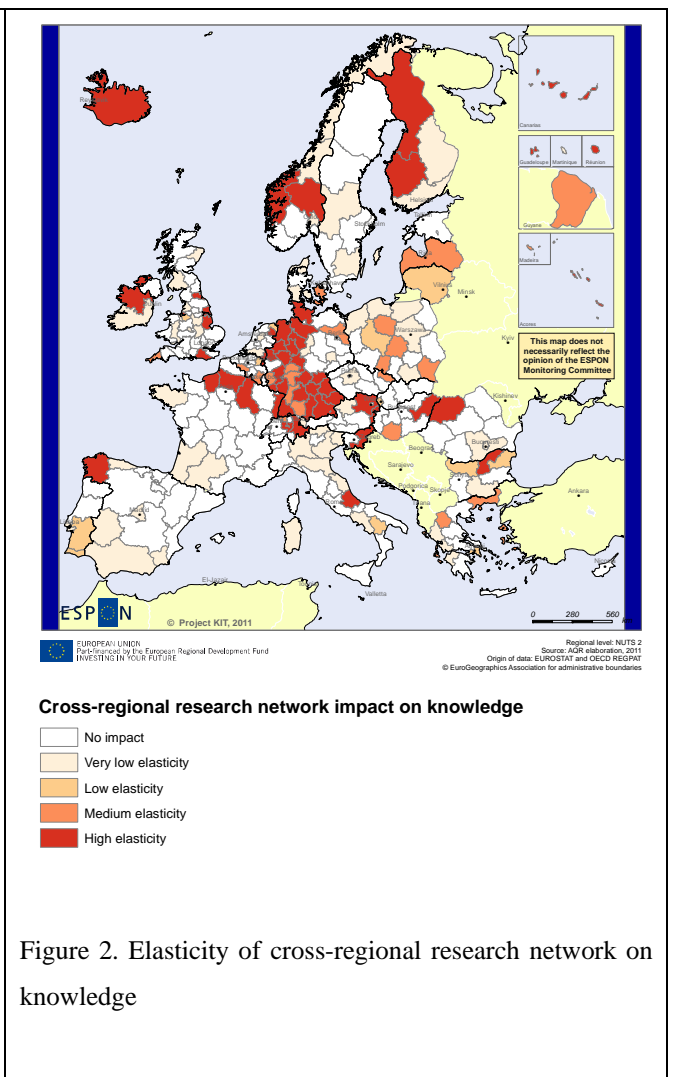 Canarias
Guadeloupe
Martinique
Réunion
Guyane
Madeira
Acores
This map does not
necessarily reflect the
opinion of the ESPON
Monitoring Committee
Helsinki
Stockholm
Vilnius
Minsk
Warszawa
Kyiv
Kishinev
Bucuresti
Beograd
Sarajevo
Podgorica
Skopje
Ankara
Madrid
El-Jazair
Valletta
ESPON
© Project KIT, 2011
0 280 560
EUROPEAN UNION
Part-financed by the European Regional Development Fund
INVESTING IN YOUR FUTURE
Regional level: NUTS 2
Source: AQR elaboration, 2011
Origin of data: EUROSTAT and OECD REGPAT
© EuroGeographics Association for administrative boundaries
Cross-regional research network impact on knowledge
No impact
Very low elasticity
Low elasticity
Medium elasticity
High elasticity
Figure 2. Elasticity of cross-regional research network on
knowledge